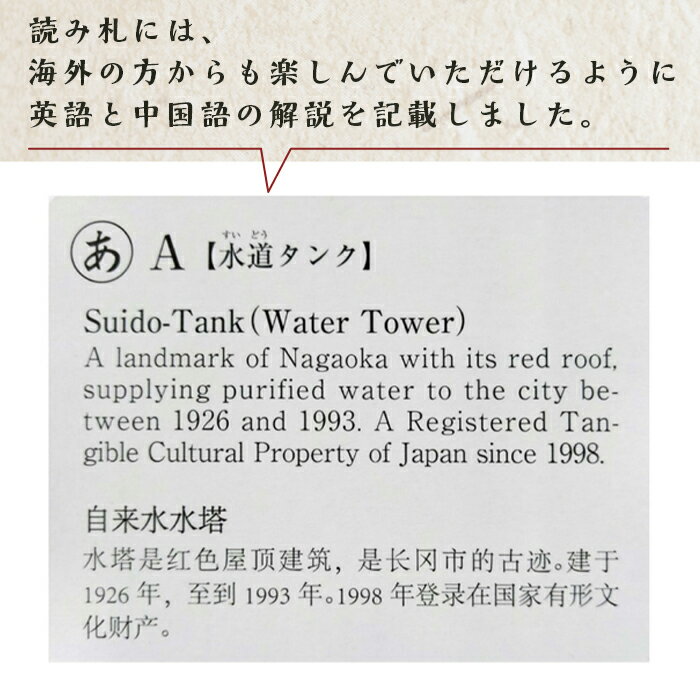 読み札には、
海外の方からも楽しんでいただけるように
英語と中国語の解説を記載しました。
あ A【水道タンク】
すい どう
Suido-Tank(Water Tower)
A landmark of Nagaoka with its red roof,
supplying purified water to the city be-
tween 1926 and 1993. A Registered Tan-
gible Cultural Property of Japan since 1998.
自来水水塔
水塔是红色屋顶建筑，是长冈市的古迹。建于
1926 年，至到 1993 年。1998 年登录在国家有形文
化财产。